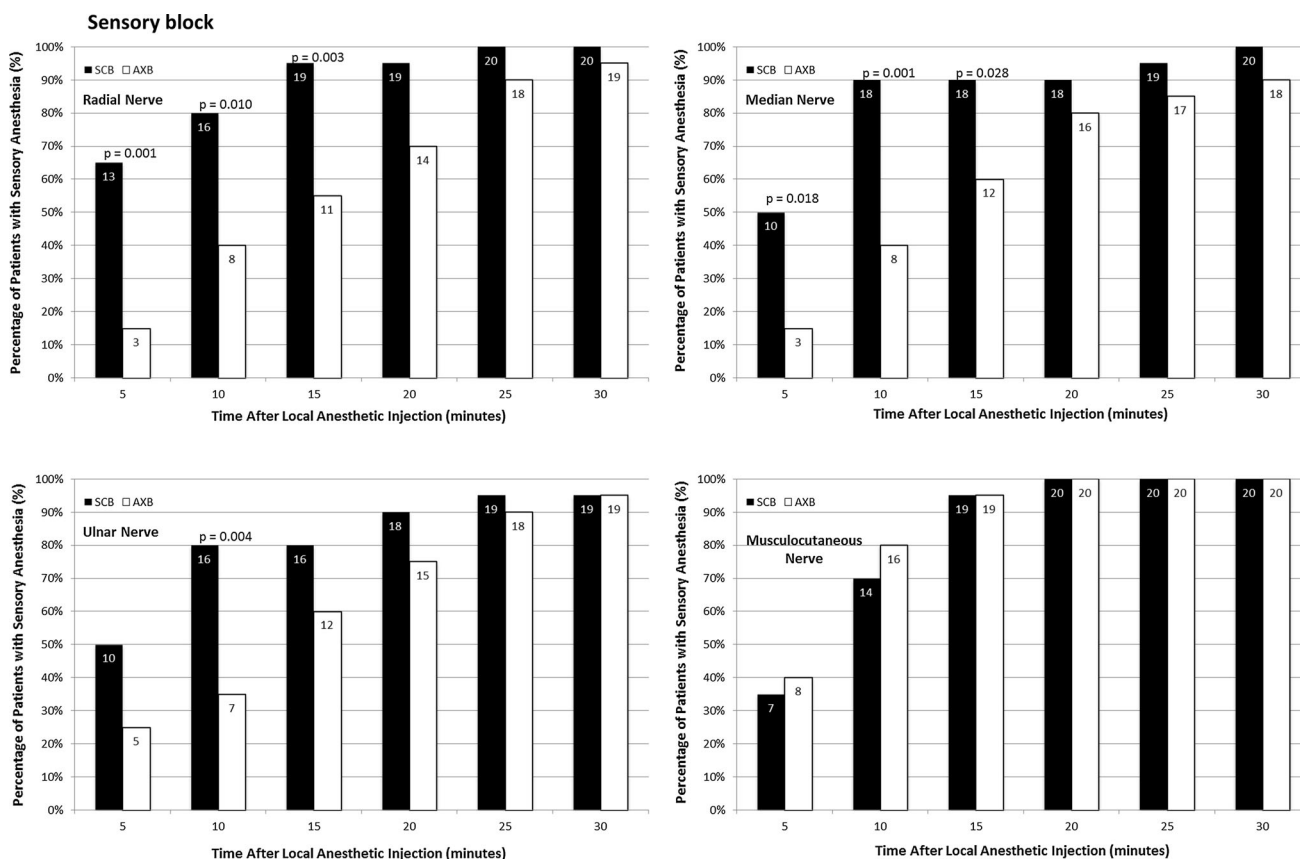 Sensory block
100%
90%
80%
70%
60%
50%
40%
30%
20%
10%
0%
Percentage of Patients with Sensory Anesthesia (%)
SCB AXB
Radial Nerve
p = 0.001
p = 0.010
p = 0.003
13 3
16 8
19 11
19 14
20 18
20 19
5 10 15 20 25 30
Time After Local Anesthetic Injection (minutes)
100%
90%
80%
70%
60%
50%
40%
30%
20%
10%
0%
Percentage of Patients with Sensory Anesthesia (%)
SCB AXB
Median Nerve
p = 0.018
p = 0.001
p = 0.028
10 3
18 8
18 12
18 16
19 17
20 18
5 10 15 20 25 30
Time After Local Anesthetic Injection (minutes)
100%
90%
80%
70%
60%
50%
40%
30%
20%
10%
0%
Percentage of Patients with Sensory Anesthesia (%)
SCB AXB
Ulnar Nerve
p = 0.004
10 5
16 7
16 12
18 15
19 18
19 19
5 10 15 20 25 30
Time After Local Anesthetic Injection (minutes)
100%
90%
80%
70%
60%
50%
40%
30%
20%
10%
0%
Percentage of Patients with Sensory Anesthesia (%)
SCB AXB
Musculocutaneous
Nerve
7 8
14 16
19 19
20 20
20 20
20 20
5 10 15 20 25 30
Time After Local Anesthetic Injection (minutes)